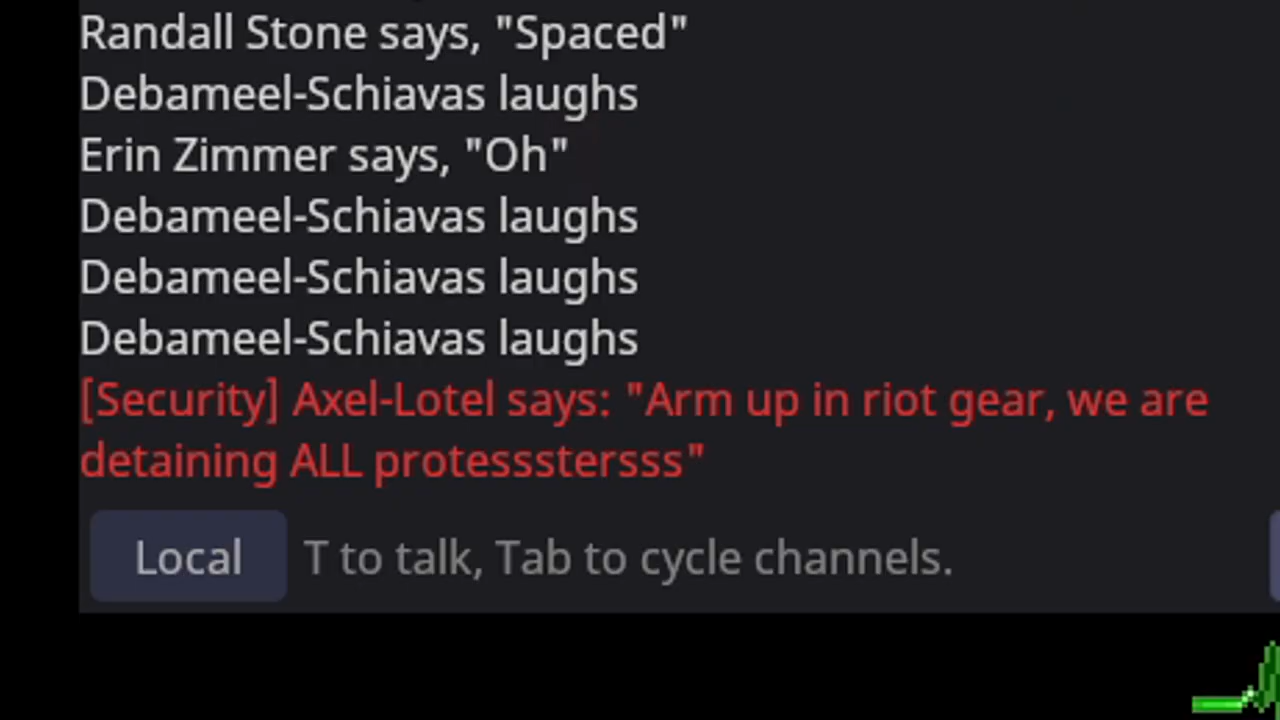 Randall Stone says, "Spaced"
Debameel-Schiavas laughs
Erin Zimmer says, "Oh"
Debameel-Schiavas laughs
Debameel-Schiavas laughs
Debameel-Schiavas laughs
[Security] Axel-Lotel says: "Arm up in riot gear, we are
detaining ALL protesssstersss"
Local T to talk, Tab to cycle channels.